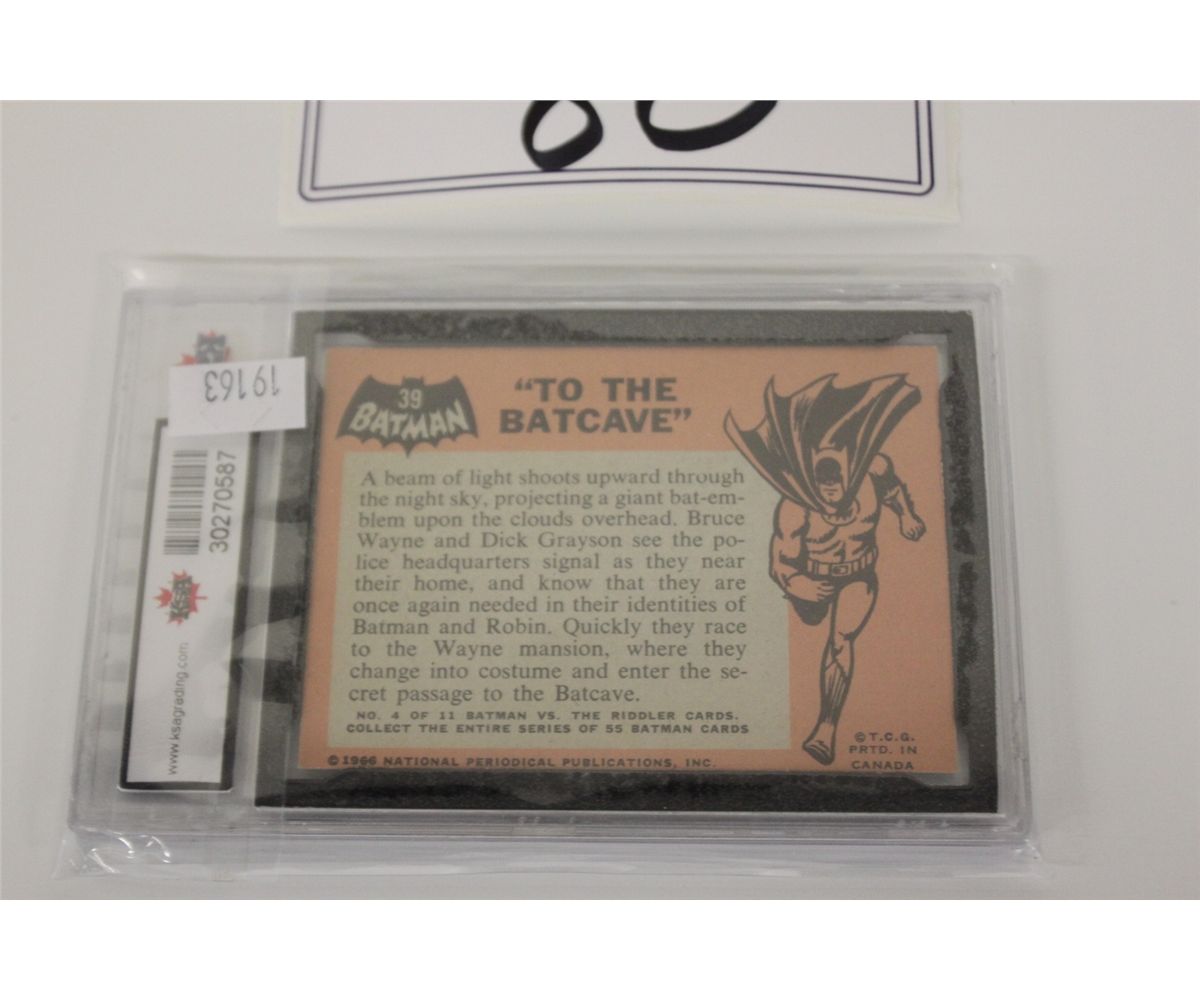 19163
30270587
KSA
www.ksagrading.com
39
BATMAN
“TO THE
BATCAVE”
A beam of light shoots upward through
the night sky, projecting a giant bat-em-
blem upon the clouds overhead. Bruce
Wayne and Dick Grayson see the po-
lice headquarters signal as they near
their home, and know that they are
once again needed in their identities of
Batman and Robin. Quickly they race
to the Wayne mansion, where they
change into costume and enter the se-
cret passage to the Batcave.
NO. 4 OF 11 BATMAN VS. THE RIDDLER CARDS.
COLLECT THE ENTIRE SERIES OF 55 BATMAN CARDS
©1966 NATIONAL PERIODICAL PUBLICATIONS, INC.
©T.C.G.
PRTD. IN
CANADA